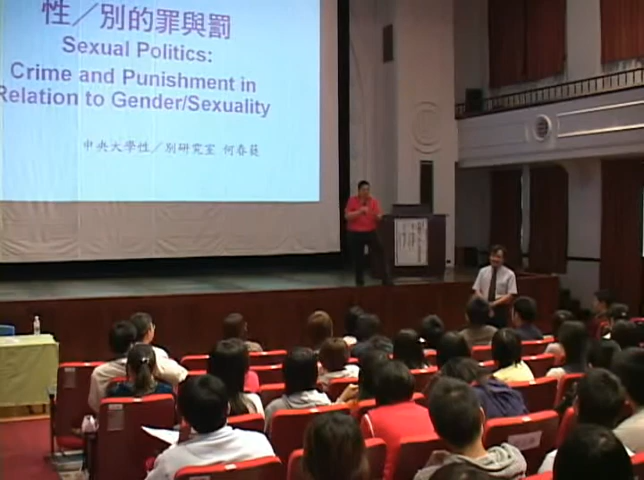 性／別的罪與罰
Sexual Politics:
Crime and Punishment in
Relation to Gender/Sexuality
中央大學性／別研究室 何春蕤